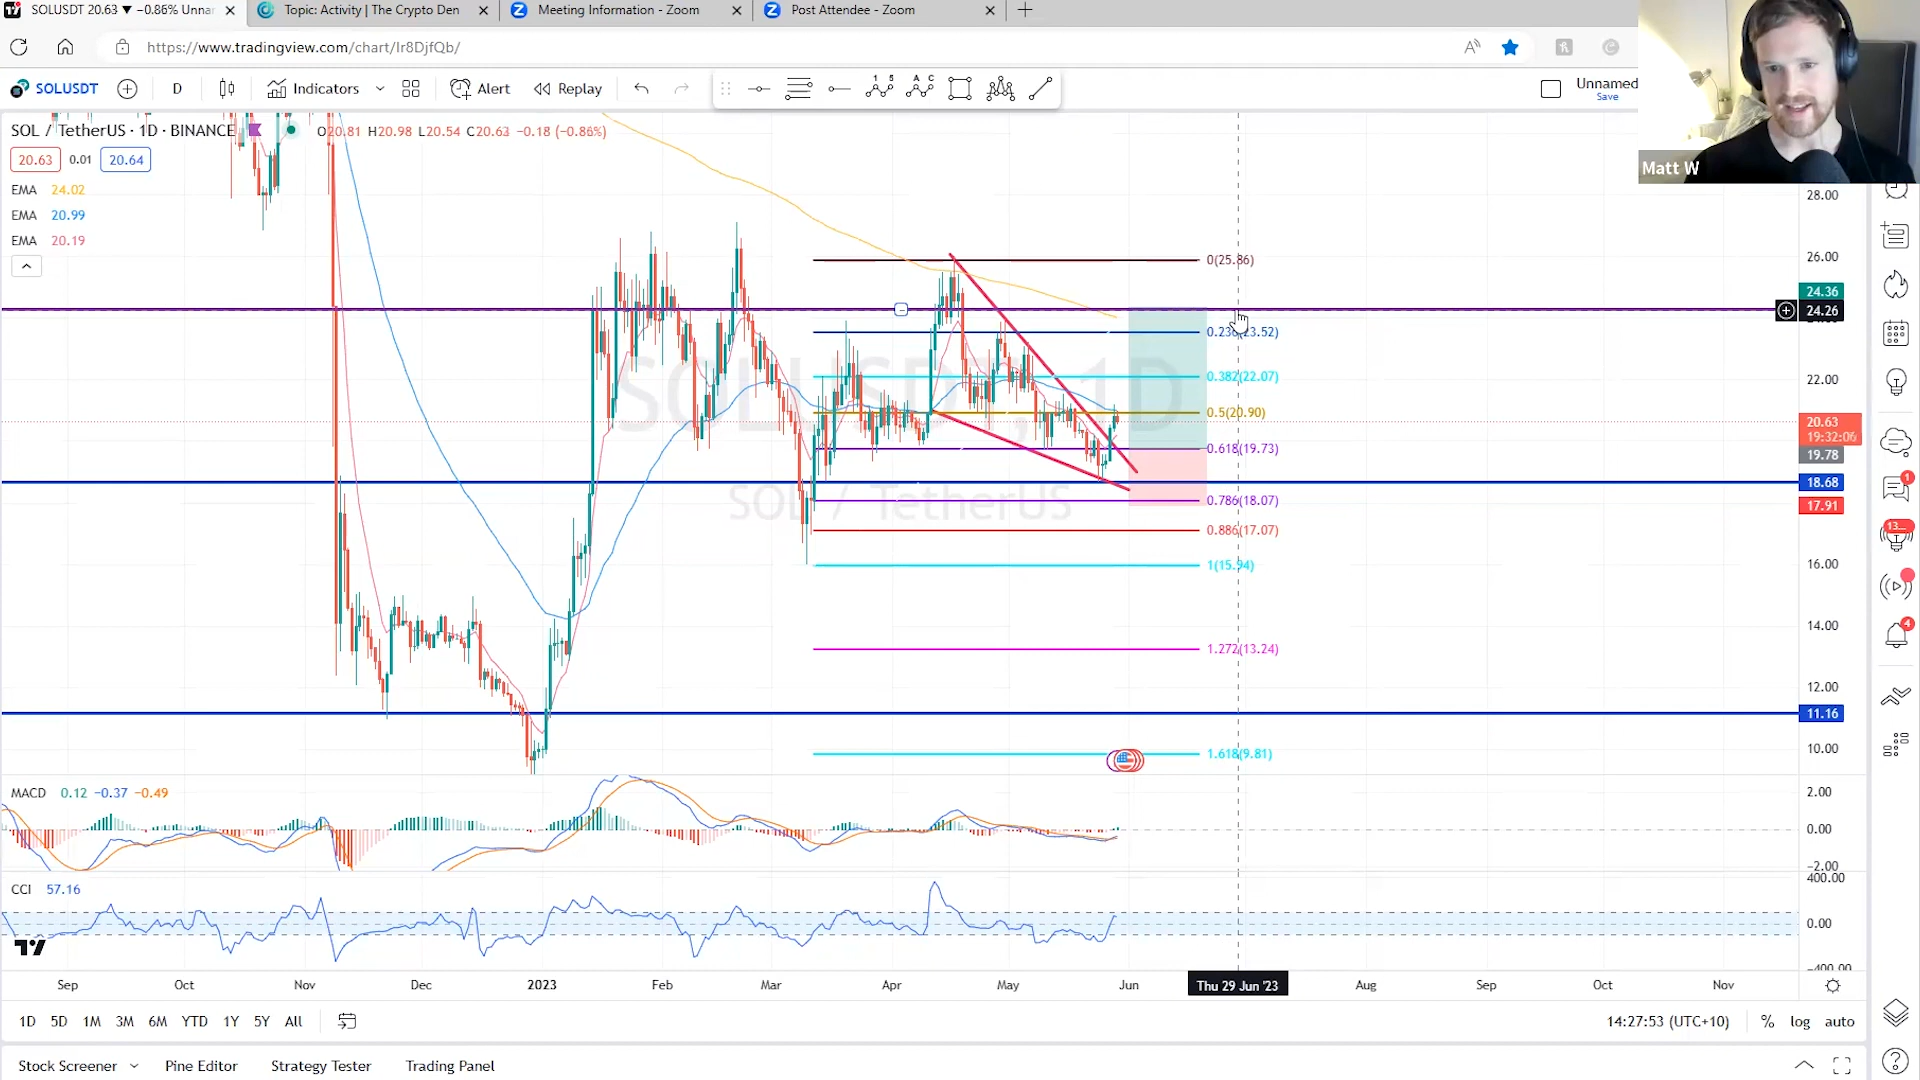 SOLUSDT 20.63 ▼ −0.86% Unnar
Topic: Activity | The Crypto Den
Meeting Information - Zoom
Post Attendee - Zoom
https://www.tradingview.com/chart/Ir8DjfQb/
SOLUSDT
D
Indicators
Alert
Replay
Unnamed
Save
Matt W
SOL / TetherUS · 1D · BINANCE
O20.81 H20.98 L20.54 C20.63 −0.18 (−0.86%)
20.63 0.01 20.64
EMA 24.02
EMA 20.99
EMA 20.19
SOLUSDT, 1D
SOL / TetherUS
0(25.86)
0.236(23.52)
0.382(22.07)
0.5(20.90)
0.618(19.73)
0.786(18.07)
0.886(17.07)
1(15.94)
1.272(13.24)
1.618(9.81)
28.00
26.00
24.36
24.26
22.00
20.63
19:32:06
19.78
18.68
17.91
16.00
14.00
12.00
11.16
10.00
MACD 0.12 −0.37 −0.49
2.00
0.00
−2.00
CCI 57.16
400.00
0.00
−400.00
Sep Oct Nov Dec 2023 Feb Mar Apr May Jun Thu 29 Jun '23 Aug Sep Oct Nov
1D 5D 1M 3M 6M YTD 1Y 5Y All
14:27:53 (UTC+10) % log auto
Stock Screener Pine Editor Strategy Tester Trading Panel